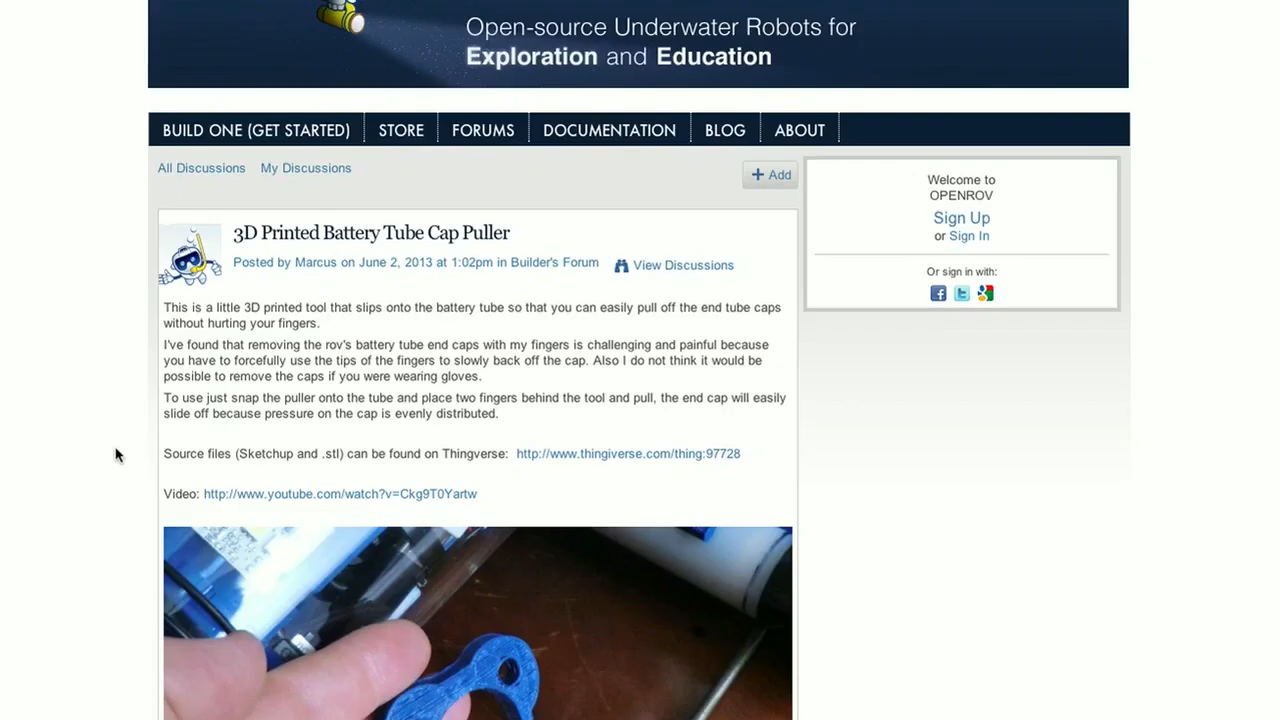 Open-source Underwater Robots for
Exploration and Education
BUILD ONE (GET STARTED) STORE FORUMS DOCUMENTATION BLOG ABOUT
All Discussions My Discussions
+ Add
Welcome to
OPENROV
Sign Up
or Sign In
Or sign in with:
3D Printed Battery Tube Cap Puller
Posted by Marcus on June 2, 2013 at 1:02pm in Builder's Forum View Discussions
This is a little 3D printed tool that slips onto the battery tube so that you can easily pull off the end tube caps
without hurting your fingers.
I've found that removing the rov's battery tube end caps with my fingers is challenging and painful because
you have to forcefully use the tips of the fingers to slowly back off the cap. Also I do not think it would be
possible to remove the caps if you were wearing gloves.
To use just snap the puller onto the tube and place two fingers behind the tool and pull, the end cap will easily
slide off because pressure on the cap is evenly distributed.
Source files (Sketchup and .stl) can be found on Thingverse: http://www.thingiverse.com/thing:97728
Video: http://www.youtube.com/watch?v=Ckg9T0Yartw